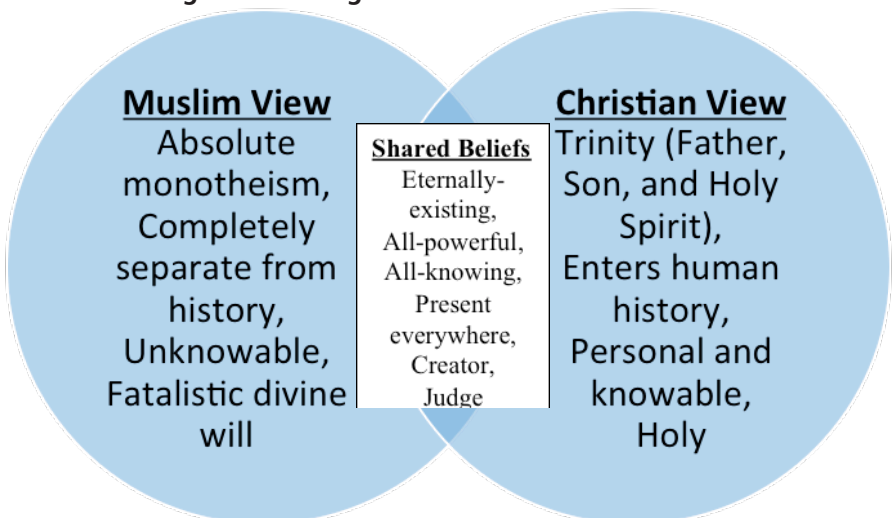 Muslim View
Absolute
monotheism,
Completely
separate from
history,
Unknowable,
Fatalistic divine
will
Shared Beliefs
Eternally-
existing,
All-powerful,
All-knowing,
Present
everywhere,
Creator,
Judge
Christian View
Trinity (Father,
Son, and Holy
Spirit),
Enters human
history,
Personal and
knowable,
Holy